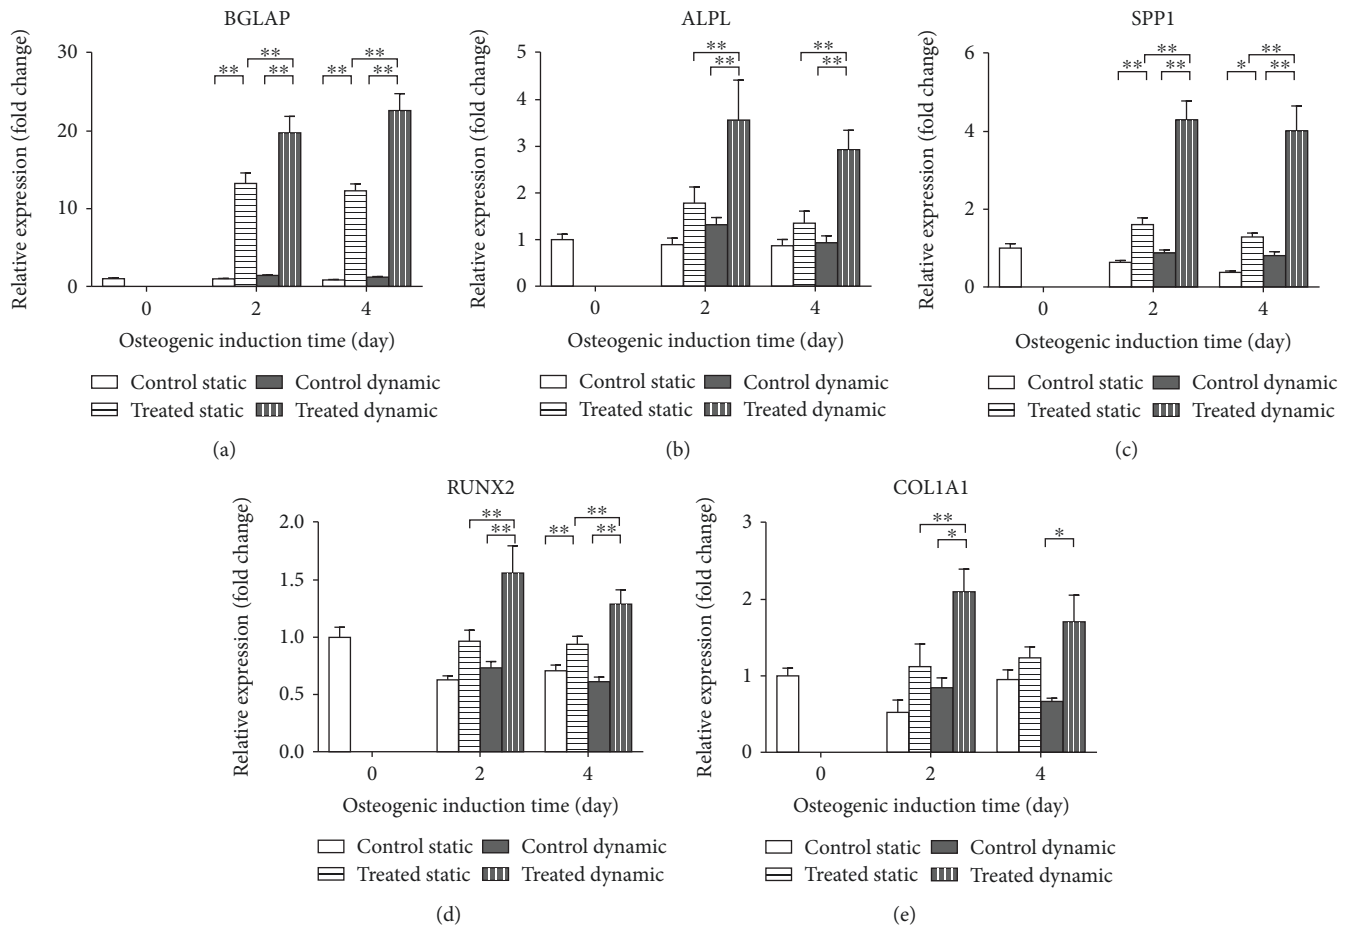 BGLAP
Relative expression (fold change)
30
20
10
0
** ** ** ** ** **
0 2 4
Osteogenic induction time (day)
Control static Control dynamic
Treated static Treated dynamic
(a)
ALPL
Relative expression (fold change)
5
4
3
2
1
0
** ** ** **
0 2 4
Osteogenic induction time (day)
Control static Control dynamic
Treated static Treated dynamic
(b)
SPP1
Relative expression (fold change)
6
4
2
0
** ** ** * ** **
0 2 4
Osteogenic induction time (day)
Control static Control dynamic
Treated static Treated dynamic
(c)
RUNX2
Relative expression (fold change)
2.0
1.5
1.0
0.5
0.0
** ** ** ** **
0 2 4
Osteogenic induction time (day)
Control static Control dynamic
Treated static Treated dynamic
(d)
COL1A1
Relative expression (fold change)
3
2
1
0
** * *
0 2 4
Osteogenic induction time (day)
Control static Control dynamic
Treated static Treated dynamic
(e)